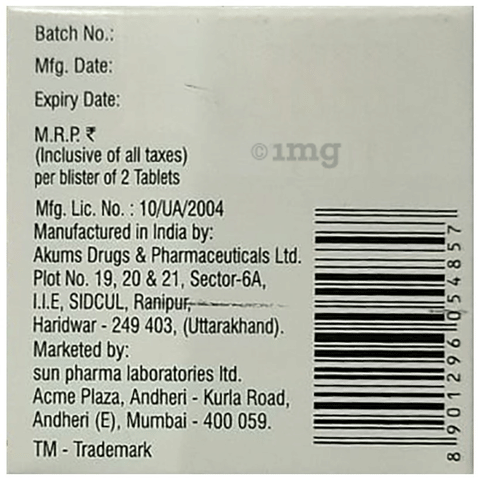 Batch No.:
Mfg. Date:
Expiry Date:
M.R.P. ₹
(Inclusive of all taxes)
per blister of 2 Tablets
©1mg
Mfg. Lic. No. : 10/UA/2004
Manufactured in India by:
Akums Drugs & Pharmaceuticals Ltd.
Plot No. 19, 20 & 21, Sector-6A,
I.I.E, SIDCUL, Ranipur,
Haridwar - 249 403, (Uttarakhand).
Marketed by:
sun pharma laboratories ltd.
Acme Plaza, Andheri - Kurla Road,
Andheri (E), Mumbai - 400 059.
TM - Trademark
8 901296 054857